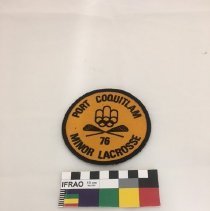 PORT COQUITLAM
76
MINOR LACROSSE
IFRAO